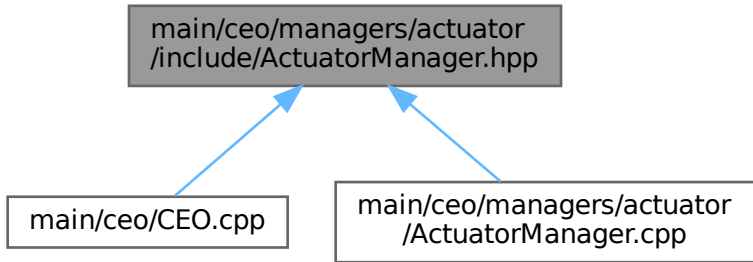 main/ceo/managers/actuator
/include/ActuatorManager.hpp
main/ceo/CEO.cpp
main/ceo/managers/actuator
/ActuatorManager.cpp